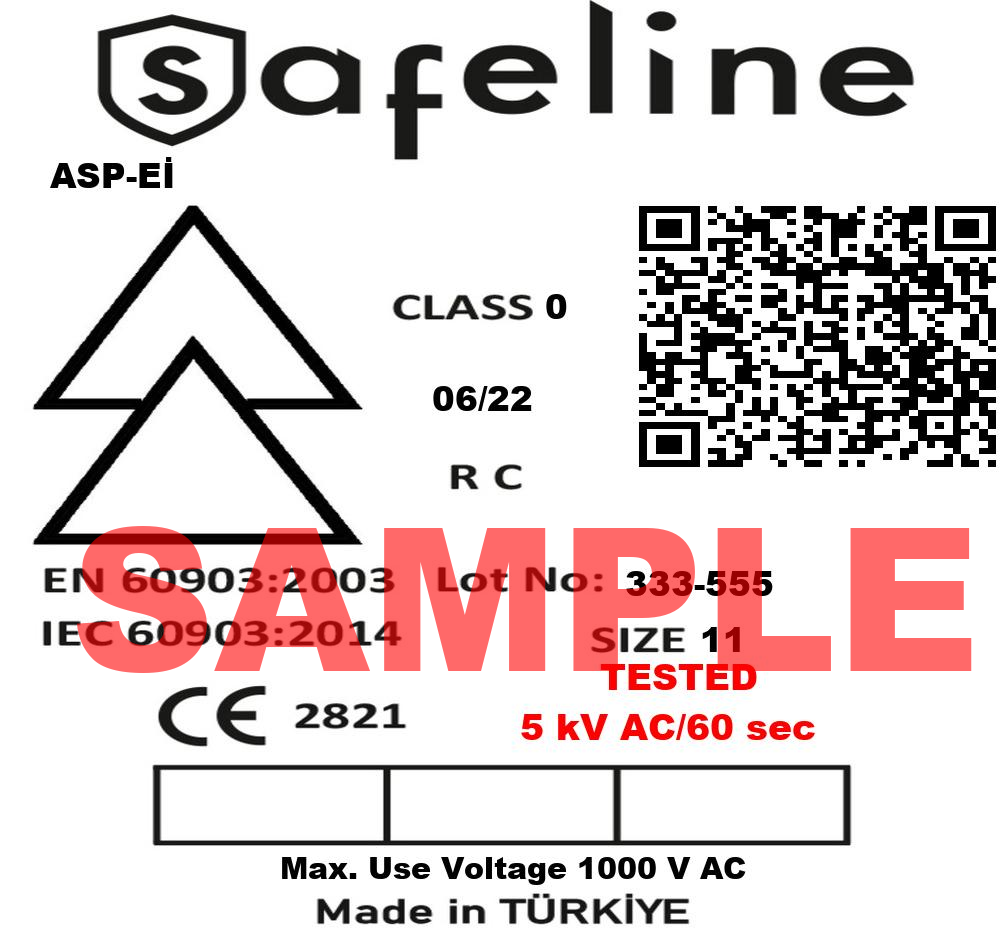 Safeline
ASP-Eİ
CLASS 0
06/22
R C
SAMPLE
EN 60903:2003 Lot No: 333-555
IEC 60903:2014 SIZE 11
TESTED
CE 2821 5 kV AC/60 sec
Max. Use Voltage 1000 V AC
Made in TÜRKİYE